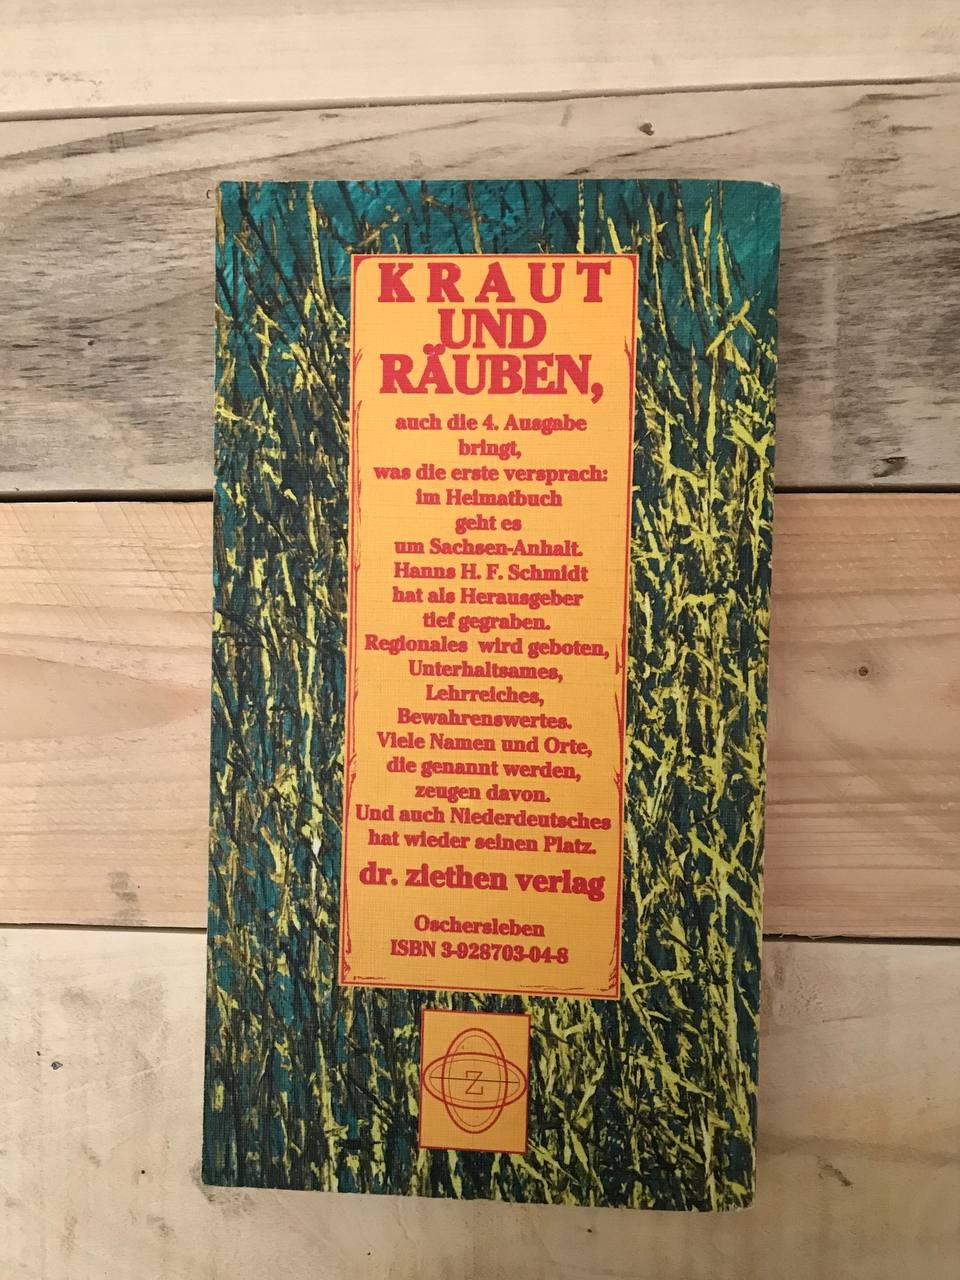 KRAUT
UND
RÄUBEN,
auch die 4. Ausgabe
bringt,
was die erste versprach:
im Heimatbuch
geht es
um Sachsen-Anhalt.
Hanns H. F. Schmidt
hat als Herausgeber
tief gegraben.
Regionales wird geboten,
Unterhaltsames,
Lehrreiches,
Bewahrenswertes.
Viele Namen und Orte,
die genannt werden,
zeugen davon.
Und auch Niederdeutsches
hat wieder seinen Platz.
dr. ziethen verlag
Oschersleben
ISBN 3-928703-04-8
Z